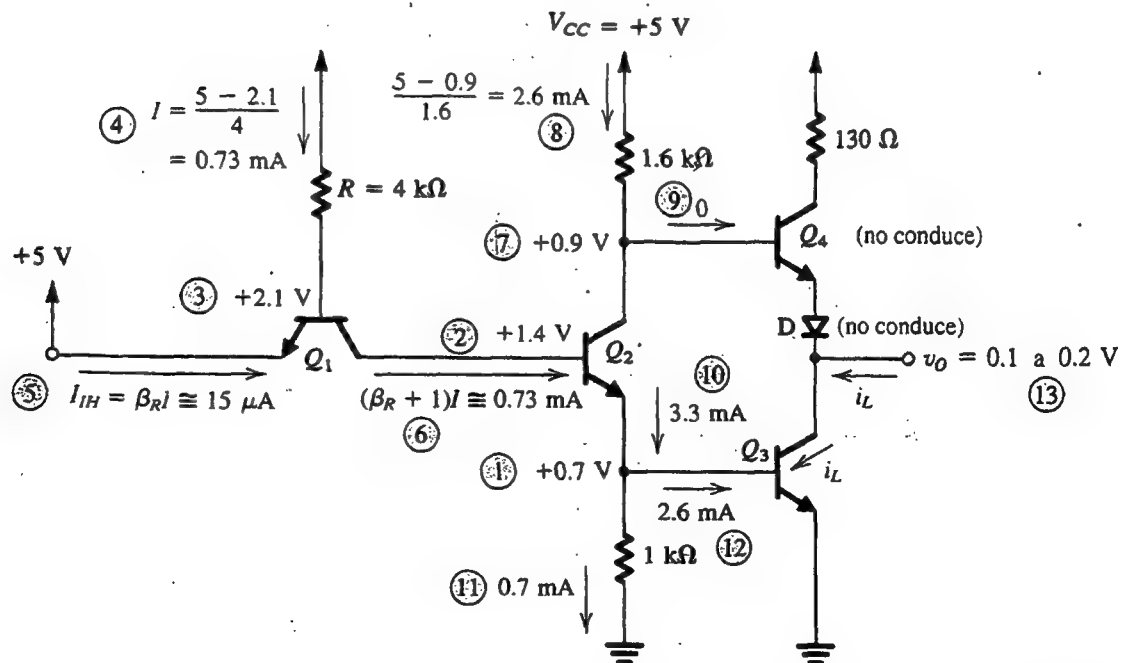 V_CC = +5 V
④ I = (5 − 2.1)/4
= 0.73 mA
(5 − 0.9)/1.6 = 2.6 mA
⑧
R = 4 kΩ
1.6 kΩ
130 Ω
⑨ 0
⑦ +0.9 V
Q₄ (no conduce)
+5 V
③ +2.1 V
② +1.4 V
Q₁
Q₂
D (no conduce)
v_O = 0.1 a 0.2 V
⑬
i_L
⑤ I_IH = β_R I ≅ 15 μA
(β_R + 1)I ≅ 0.73 mA
⑥
⑩
3.3 mA
Q₃
i_L
① +0.7 V
2.6 mA
⑫
1 kΩ
⑪ 0.7 mA